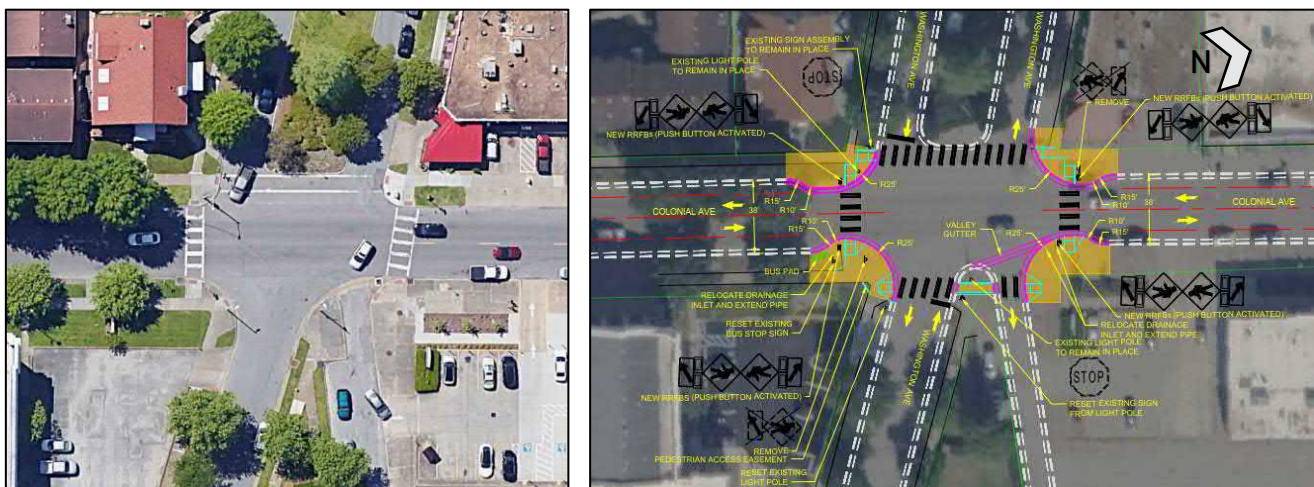 EXISTING SIGN ASSEMBLY
TO REMAIN IN PLACE
EXISTING LIGHT POLE
TO REMAIN IN PLACE
STOP
NEW RRFBs (PUSH BUTTON ACTIVATED)
WASHINGTON AVE
WASHINGTON AVE
N
REMOVE
NEW RRFBs (PUSH BUTTON ACTIVATED)
R25'
R25'
R15'
R10'
38'
COLONIAL AVE
R10'
R15'
R25'
R15'
R10'
38'
COLONIAL AVE
R10'
R15'
R25'
VALLEY
GUTTER
BUS PAD
RELOCATE DRAINAGE
INLET AND EXTEND PIPE
RESET EXISTING
BUS STOP SIGN
NEW RRFBS (PUSH BUTTON ACTIVATED)
REMOVE
PEDESTRIAN ACCESS EASEMENT
RESET EXISTING
LIGHT POLE
WASHINGTON AVE
NEW RRFBs (PUSH BUTTON ACTIVATED)
RELOCATE DRAINAGE
INLET AND EXTEND PIPE
EXISTING LIGHT POLE
TO REMAIN IN PLACE
STOP
RESET EXISTING SIGN
FROM LIGHT POLE